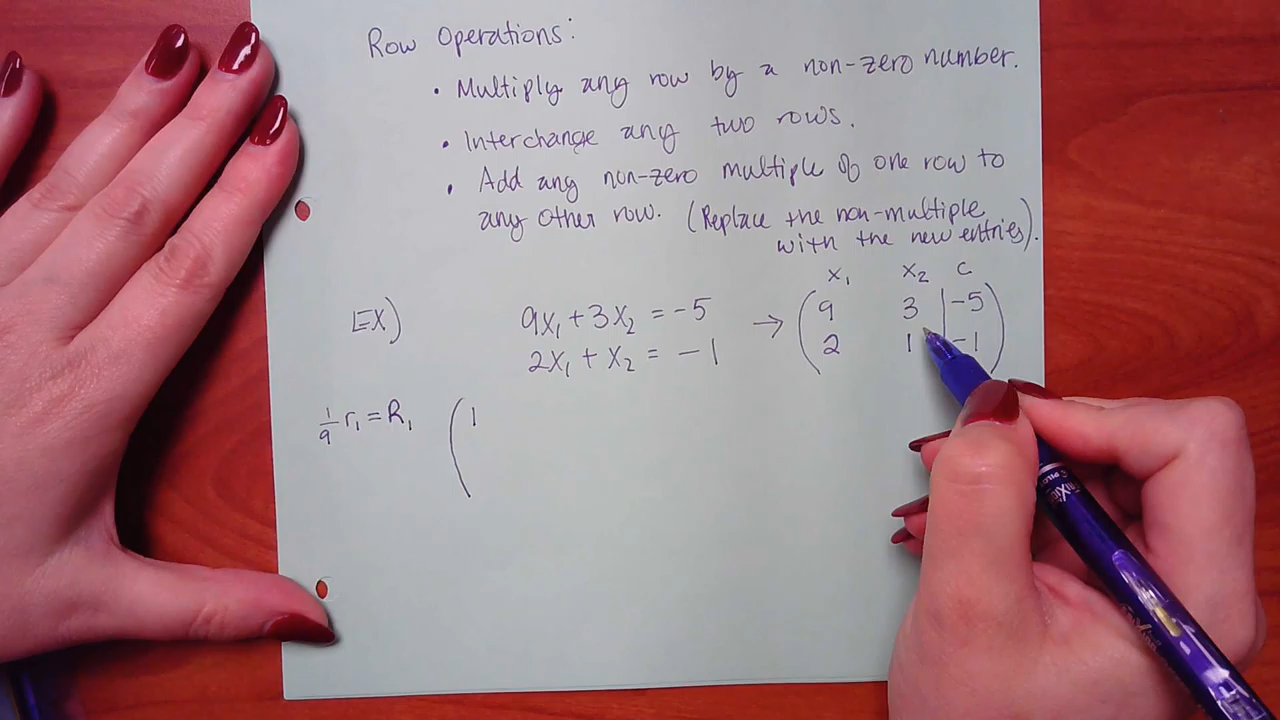 Row Operations:
• Multiply any row by a non-zero number.
• Interchange any two rows.
• Add any non-zero multiple of one row to
any other row. (Replace the non-multiple
with the new entries).
x₁ x₂ c
EX) 9x₁ + 3x₂ = -5 → ( 9 3 | -5 )
2x₁ + x₂ = -1 ( 2 1 | -1 )
1/9 r₁ = R₁ ( 1
PILOT